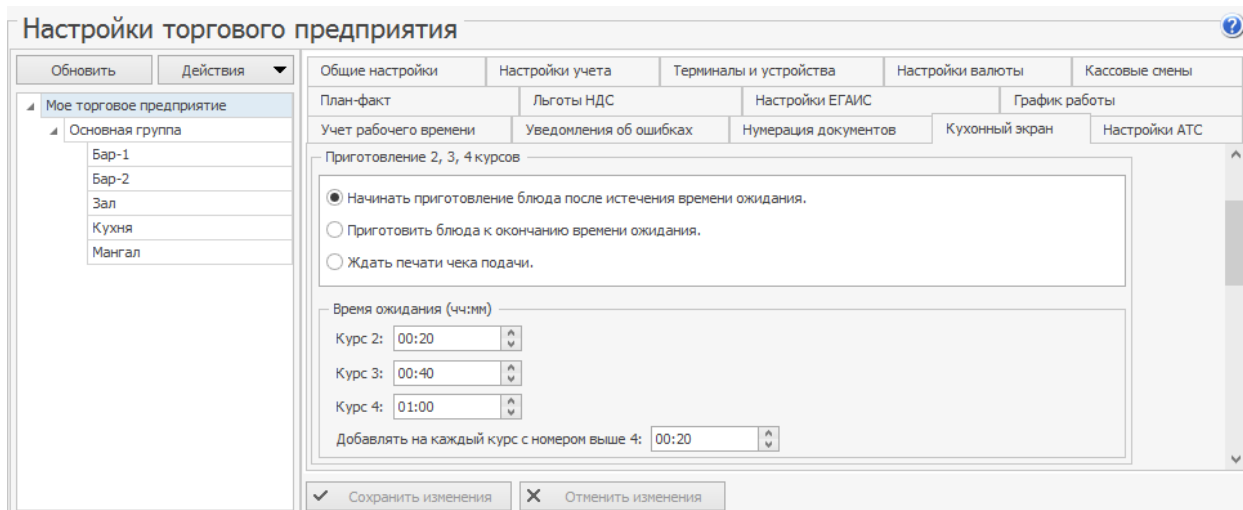 Настройки торгового предприятия
Обновить Действия
Мое торговое предприятие
Основная группа
Бар-1
Бар-2
Зал
Кухня
Мангал
Общие настройки Настройки учета Терминалы и устройства Настройки валюты Кассовые смены
План-факт Льготы НДС Настройки ЕГАИС График работы
Учет рабочего времени Уведомления об ошибках Нумерация документов Кухонный экран Настройки АТС
Приготовление 2, 3, 4 курсов
Начинать приготовление блюда после истечения времени ожидания.
Приготовить блюда к окончанию времени ожидания.
Ждать печати чека подачи.
Время ожидания (чч:мм)
Курс 2: 00:20
Курс 3: 00:40
Курс 4: 01:00
Добавлять на каждый курс с номером выше 4: 00:20
Сохранить изменения Отменить изменения